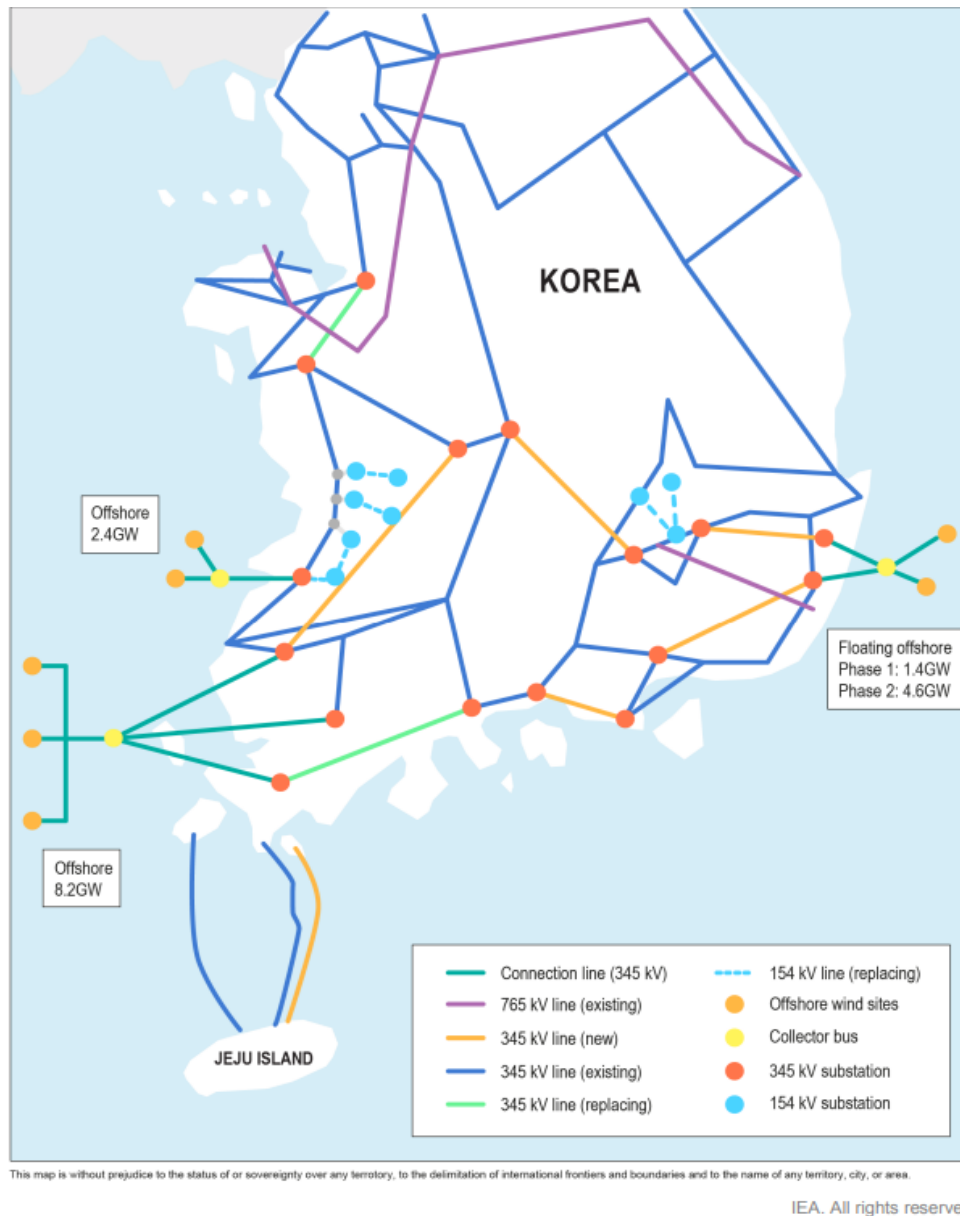 KOREA
Offshore
2.4GW
Floating offshore
Phase 1: 1.4GW
Phase 2: 4.6GW
Offshore
8.2GW
JEJU ISLAND
Connection line (345 kV)
765 kV line (existing)
345 kV line (new)
345 kV line (existing)
345 kV line (replacing)
154 kV line (replacing)
Offshore wind sites
Collector bus
345 kV substation
154 kV substation
This map is without prejudice to the status of or sovereignty over any terrotory, to the delimitation of international frontiers and boundaries and to the name of any territory, city, or area.
IEA. All rights reserve